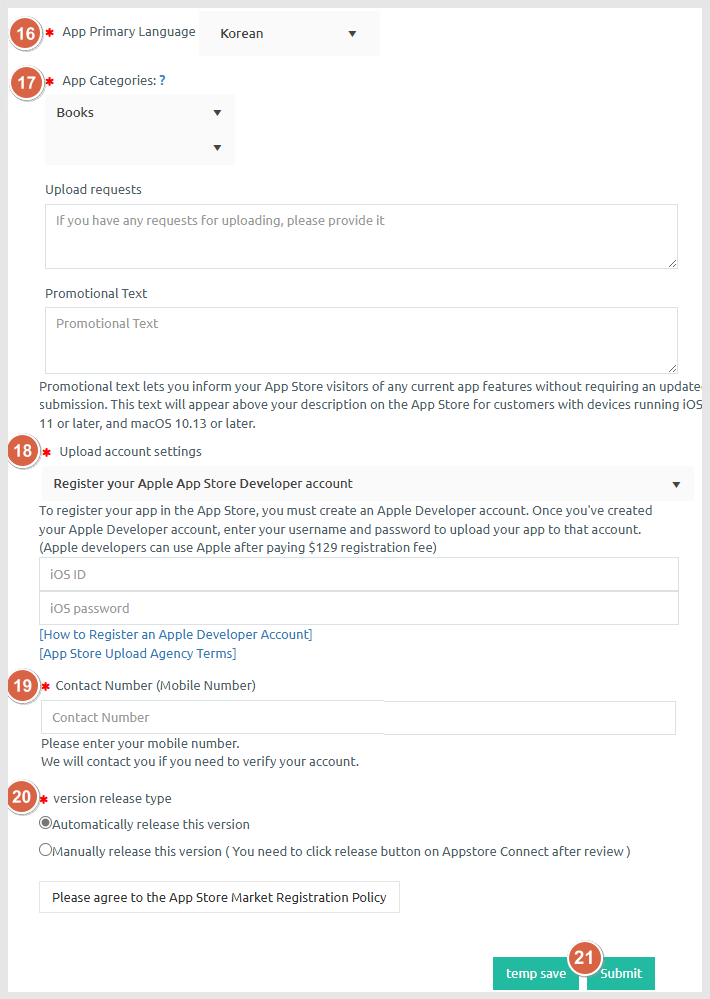 16 * App Primary Language Korean ▼
17 * App Categories: ?
Books ▼
▼
Upload requests
If you have any requests for uploading, please provide it
Promotional Text
Promotional Text
Promotional text lets you inform your App Store visitors of any current app features without requiring an update
submission. This text will appear above your description on the App Store for customers with devices running iOS
11 or later, and macOS 10.13 or later.
18 * Upload account settings
Register your Apple App Store Developer account ▼
To register your app in the App Store, you must create an Apple Developer account. Once you've created
your Apple Developer account, enter your username and password to upload your app to that account.
(Apple developers can use Apple after paying $129 registration fee)
iOS ID
iOS password
[How to Register an Apple Developer Account]
[App Store Upload Agency Terms]
19 * Contact Number (Mobile Number)
Contact Number
Please enter your mobile number.
We will contact you if you need to verify your account.
20 * version release type
Automatically release this version
Manually release this version ( You need to click release button on Appstore Connect after review )
Please agree to the App Store Market Registration Policy
temp save 21 Submit